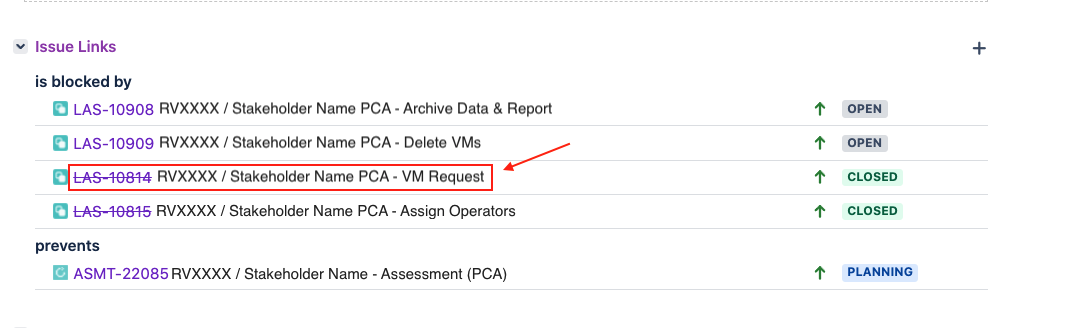 Issue Links
is blocked by
LAS-10908 RVXXXX / Stakeholder Name PCA - Archive Data & Report OPEN
LAS-10909 RVXXXX / Stakeholder Name PCA - Delete VMs OPEN
LAS-10814 RVXXXX / Stakeholder Name PCA - VM Request CLOSED
LAS-10815 RVXXXX / Stakeholder Name PCA - Assign Operators CLOSED
prevents
ASMT-22085 RVXXXX / Stakeholder Name - Assessment (PCA) PLANNING